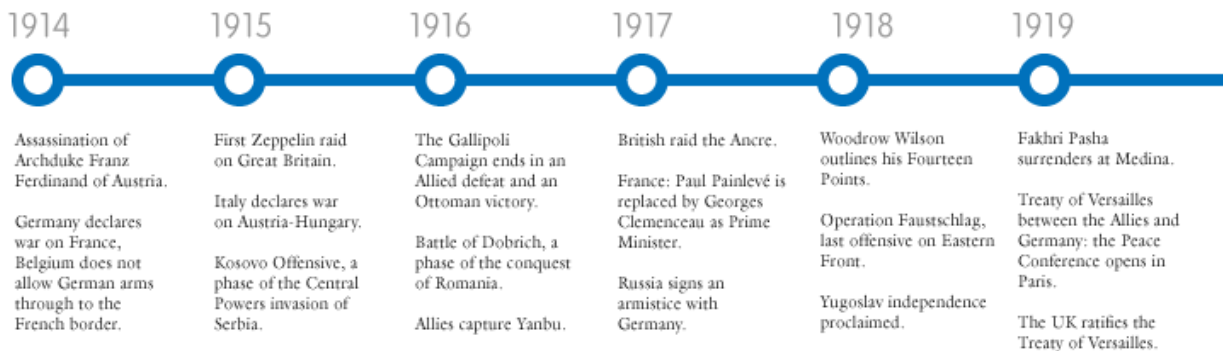 1914
Assassination of
Archduke Franz
Ferdinand of Austria.
Germany declares
war on France,
Belgium does not
allow German arms
through to the
French border.
1915
First Zeppelin raid
on Great Britain.
Italy declares war
on Austria-Hungary.
Kosovo Offensive, a
phase of the Central
Powers invasion of
Serbia.
1916
The Gallipoli
Campaign ends in an
Allied defeat and an
Ottoman victory.
Battle of Dobrich, a
phase of the conquest
of Romania.
Allies capture Yanbu.
1917
British raid the Ancre.
France: Paul Painlevé is
replaced by Georges
Clemenceau as Prime
Minister.
Russia signs an
armistice with
Germany.
1918
Woodrow Wilson
outlines his Fourteen
Points.
Operation Faustschlag,
last offensive on Eastern
Front.
Yugoslav independence
proclaimed.
1919
Fakhri Pasha
surrenders at Medina.
Treaty of Versailles
between the Allies and
Germany: the Peace
Conference opens in
Paris.
The UK ratifies the
Treaty of Versailles.